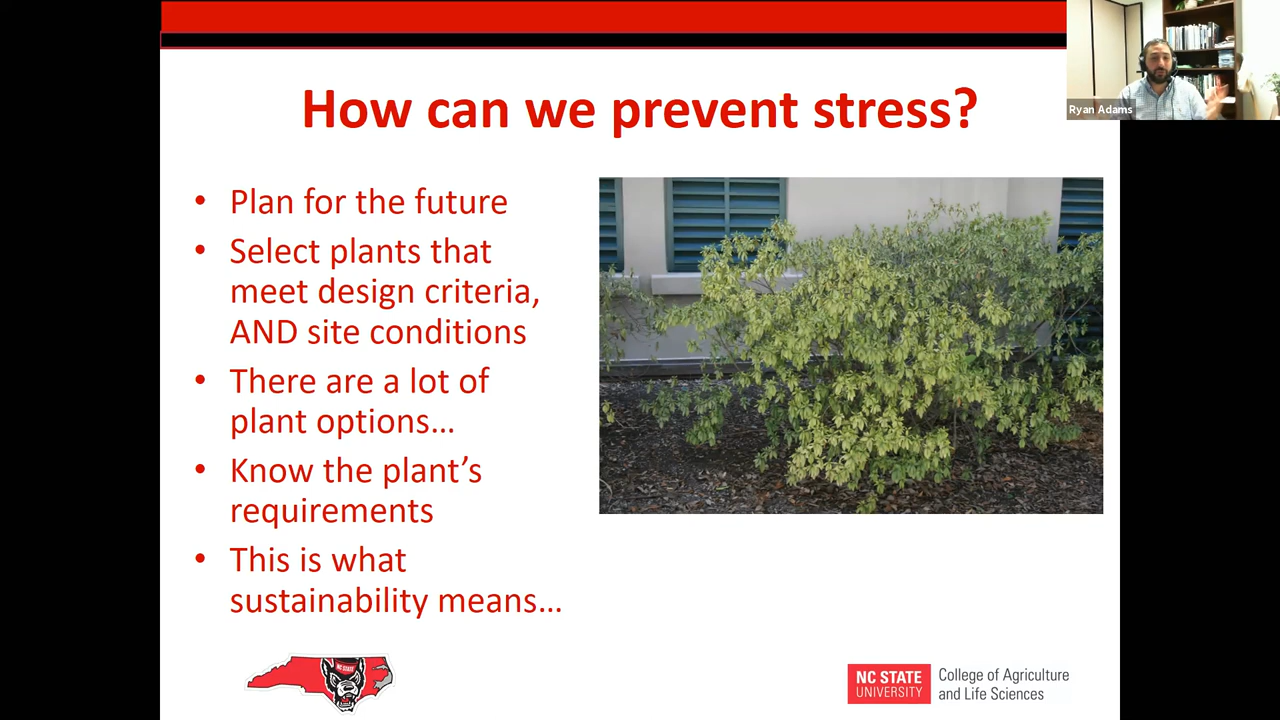 How can we prevent stress?
Ryan Adams
• Plan for the future
• Select plants that
meet design criteria,
AND site conditions
• There are a lot of
plant options…
• Know the plant’s
requirements
• This is what
sustainability means…
NC STATE
NC STATE
UNIVERSITY
College of Agriculture
and Life Sciences